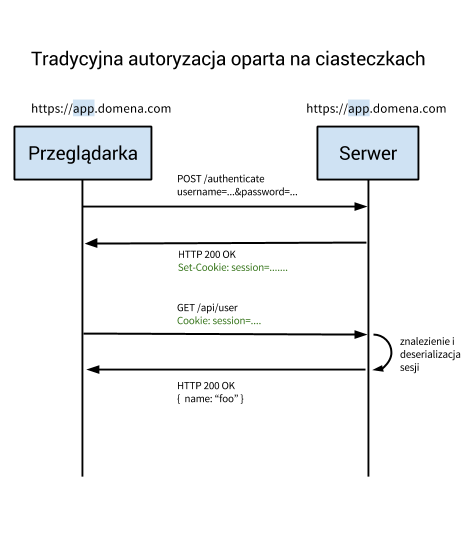 Tradycyjna autoryzacja oparta na ciasteczkach
https://app.domena.com
https://app.domena.com
Przeglądarka
Serwer
POST /authenticate
username=...&password=...
HTTP 200 OK
Set-Cookie: session=.......
GET /api/user
Cookie: session=....
znalezienie i
deserializacja
sesji
HTTP 200 OK
{ name: “foo” }